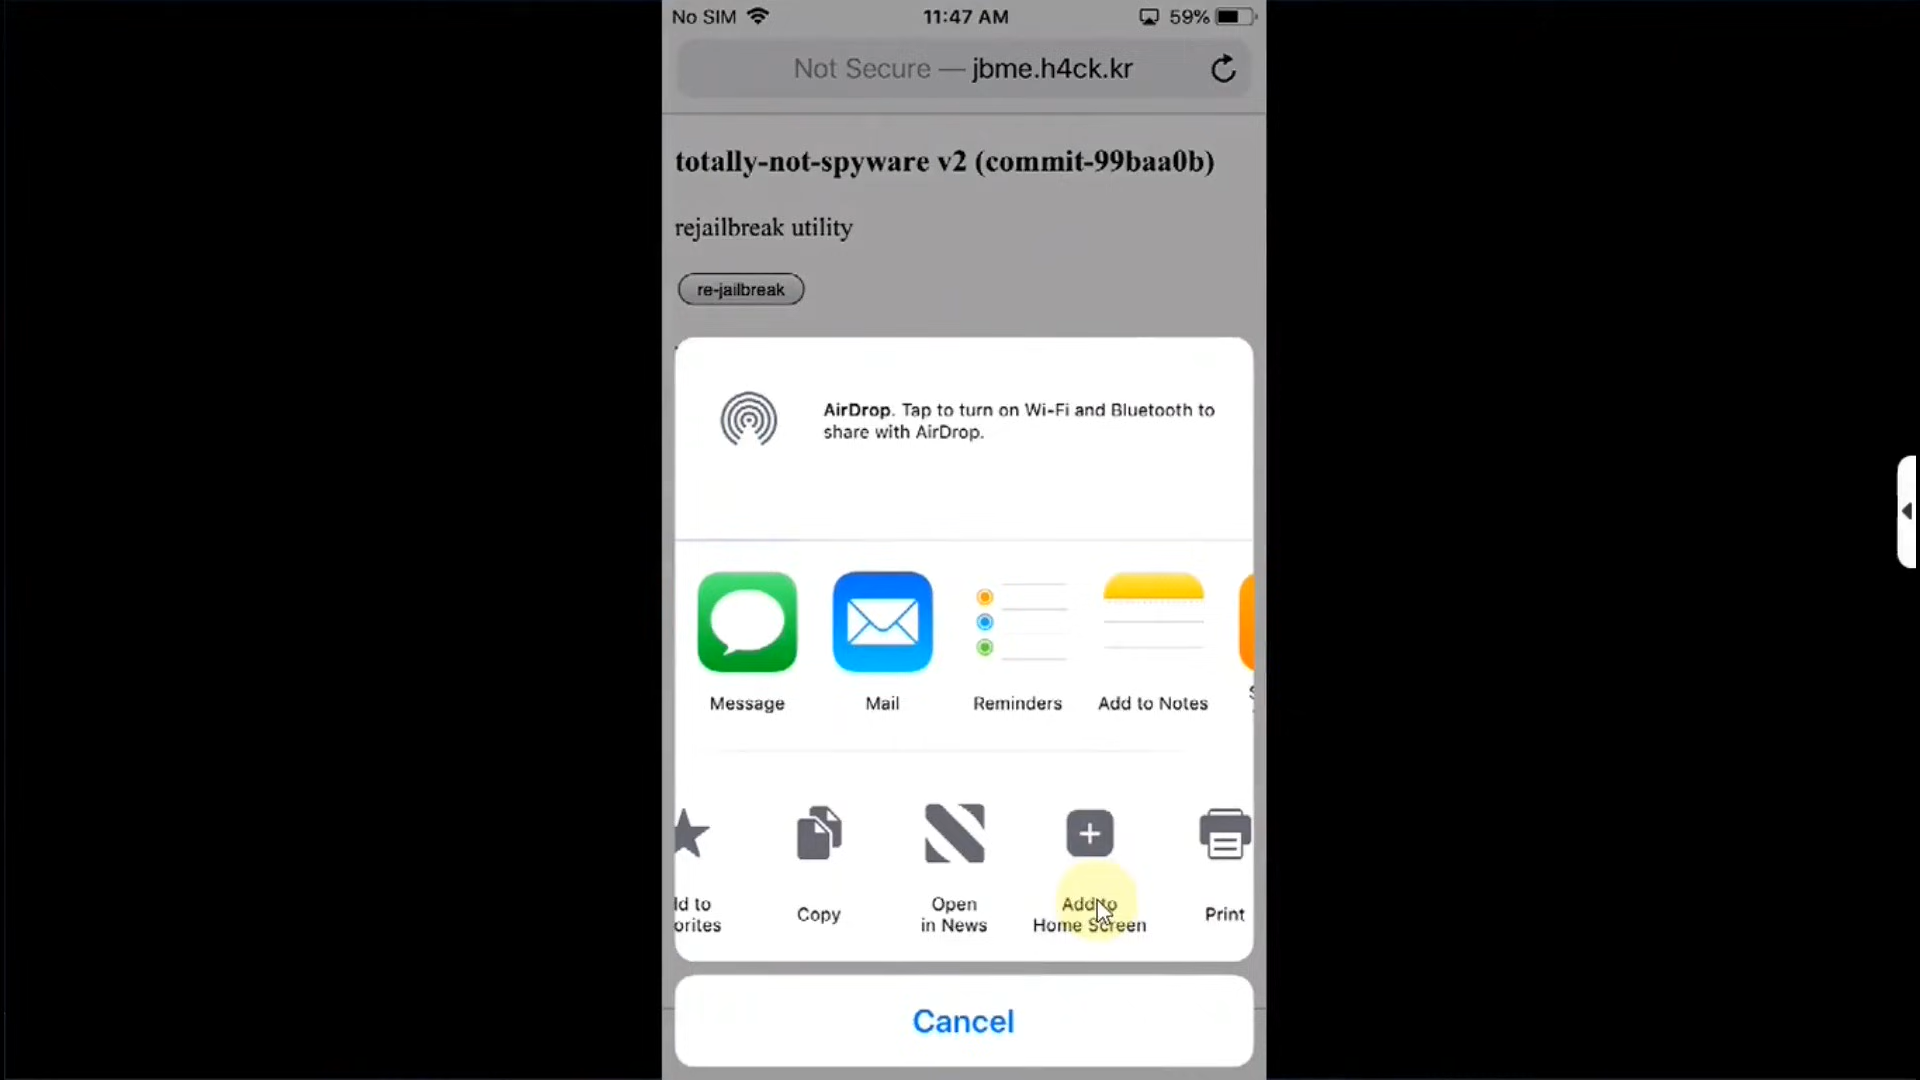 No SIM 11:47 AM 59%
Not Secure — jbme.h4ck.kr
totally-not-spyware v2 (commit-99baa0b)
rejailbreak utility
re-jailbreak
AirDrop. Tap to turn on Wi-Fi and Bluetooth to
share with AirDrop.
Message Mail Reminders Add to Notes S
ld to
orites
Copy
Open
in News
Add to
Home Screen
Print
Cancel